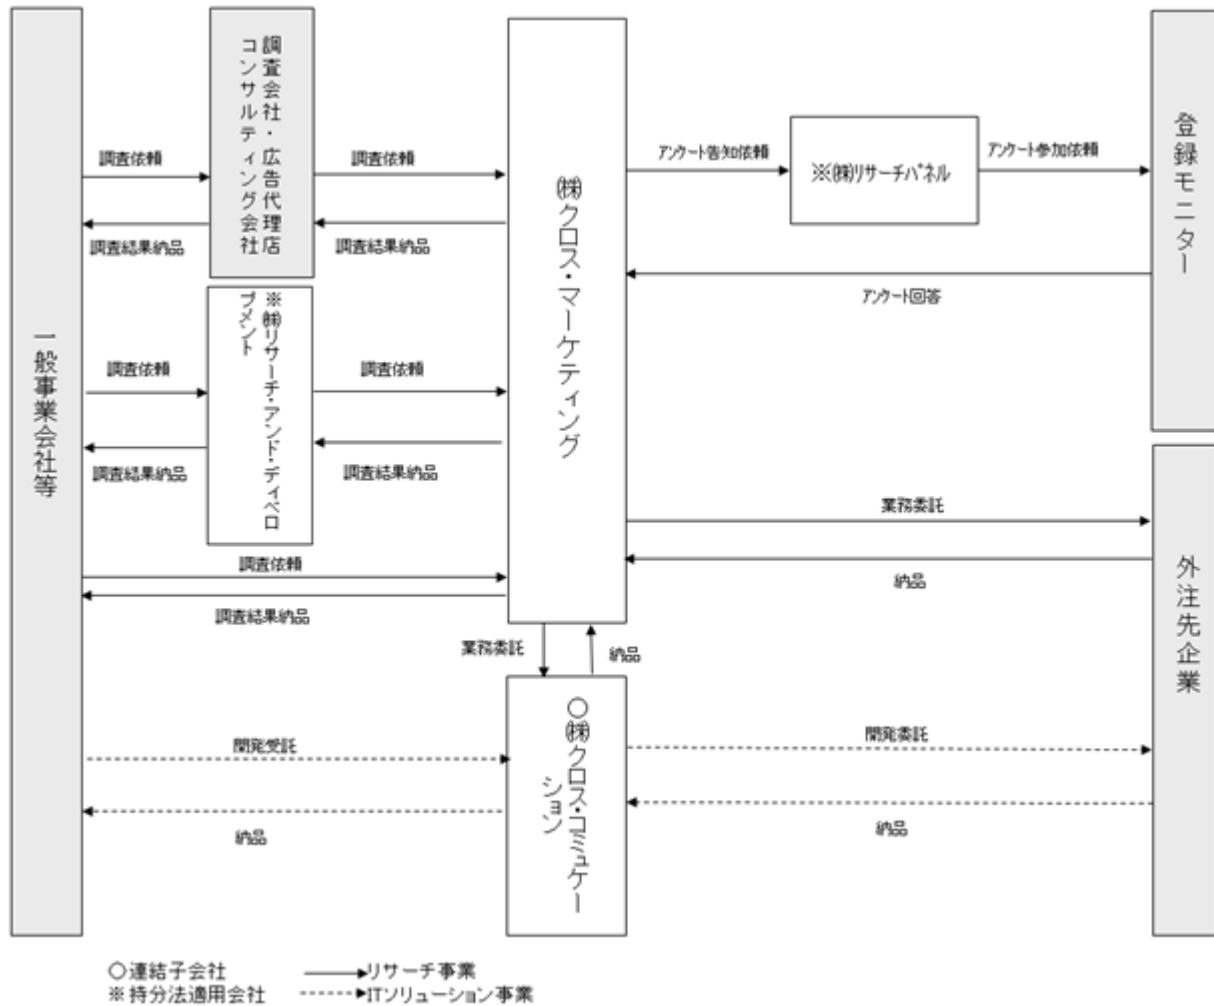 一般事業会社等
調査会社・広告代理店
コンサルティング会社
調査依頼
調査結果納品
調査依頼
調査結果納品
※㈱リサーチ・アンド・ディベロ
プメント
調査依頼
調査結果納品
調査依頼
調査結果納品
調査依頼
調査結果納品
㈱クロス・マーケティング
アンケート告知依頼
※㈱リサーチパネル
アンケート参加依頼
登録モニター
アンケート回答
業務委託
納品
外注先企業
業務委託
納品
○㈱クロス・コミュケー
ション
開発受託
納品
開発委託
納品
○連結子会社
リサーチ事業
※持分法適用会社
ITソリューション事業